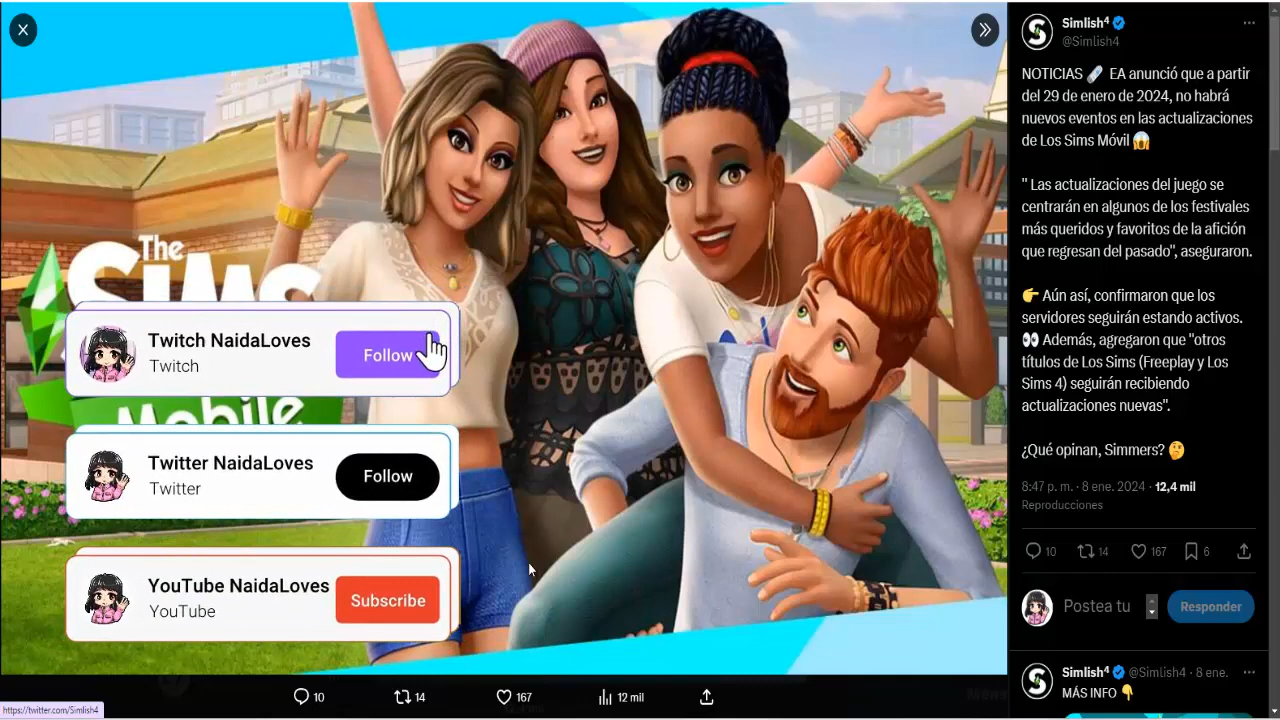 The
SiMS
Mobile
Twitch NaidaLoves
Twitch
Follow
Twitter NaidaLoves
Twitter
Follow
YouTube NaidaLoves
YouTube
Subscribe
10
14
167
12 mil
https://twitter.com/Simlish4
Simlish⁴
@Simlish4
NOTICIAS 🗞️ EA anunció que a partir
del 29 de enero de 2024, no habrá
nuevos eventos en las actualizaciones
de Los Sims Móvil 😱
" Las actualizaciones del juego se
centrarán en algunos de los festivales
más queridos y favoritos de la afición
que regresan del pasado", aseguraron.
👉 Aún así, confirmaron que los
servidores seguirán estando activos.
👀 Además, agregaron que "otros
títulos de Los Sims (Freeplay y Los
Sims 4) seguirán recibiendo
actualizaciones nuevas".
¿Qué opinan, Simmers? 🤔
8:47 p. m. · 8 ene. 2024 · 12,4 mil
Reproducciones
10
14
167
6
Postea tu
Responder
Simlish⁴ @Simlish4 · 8 ene.
MÁS INFO 👇